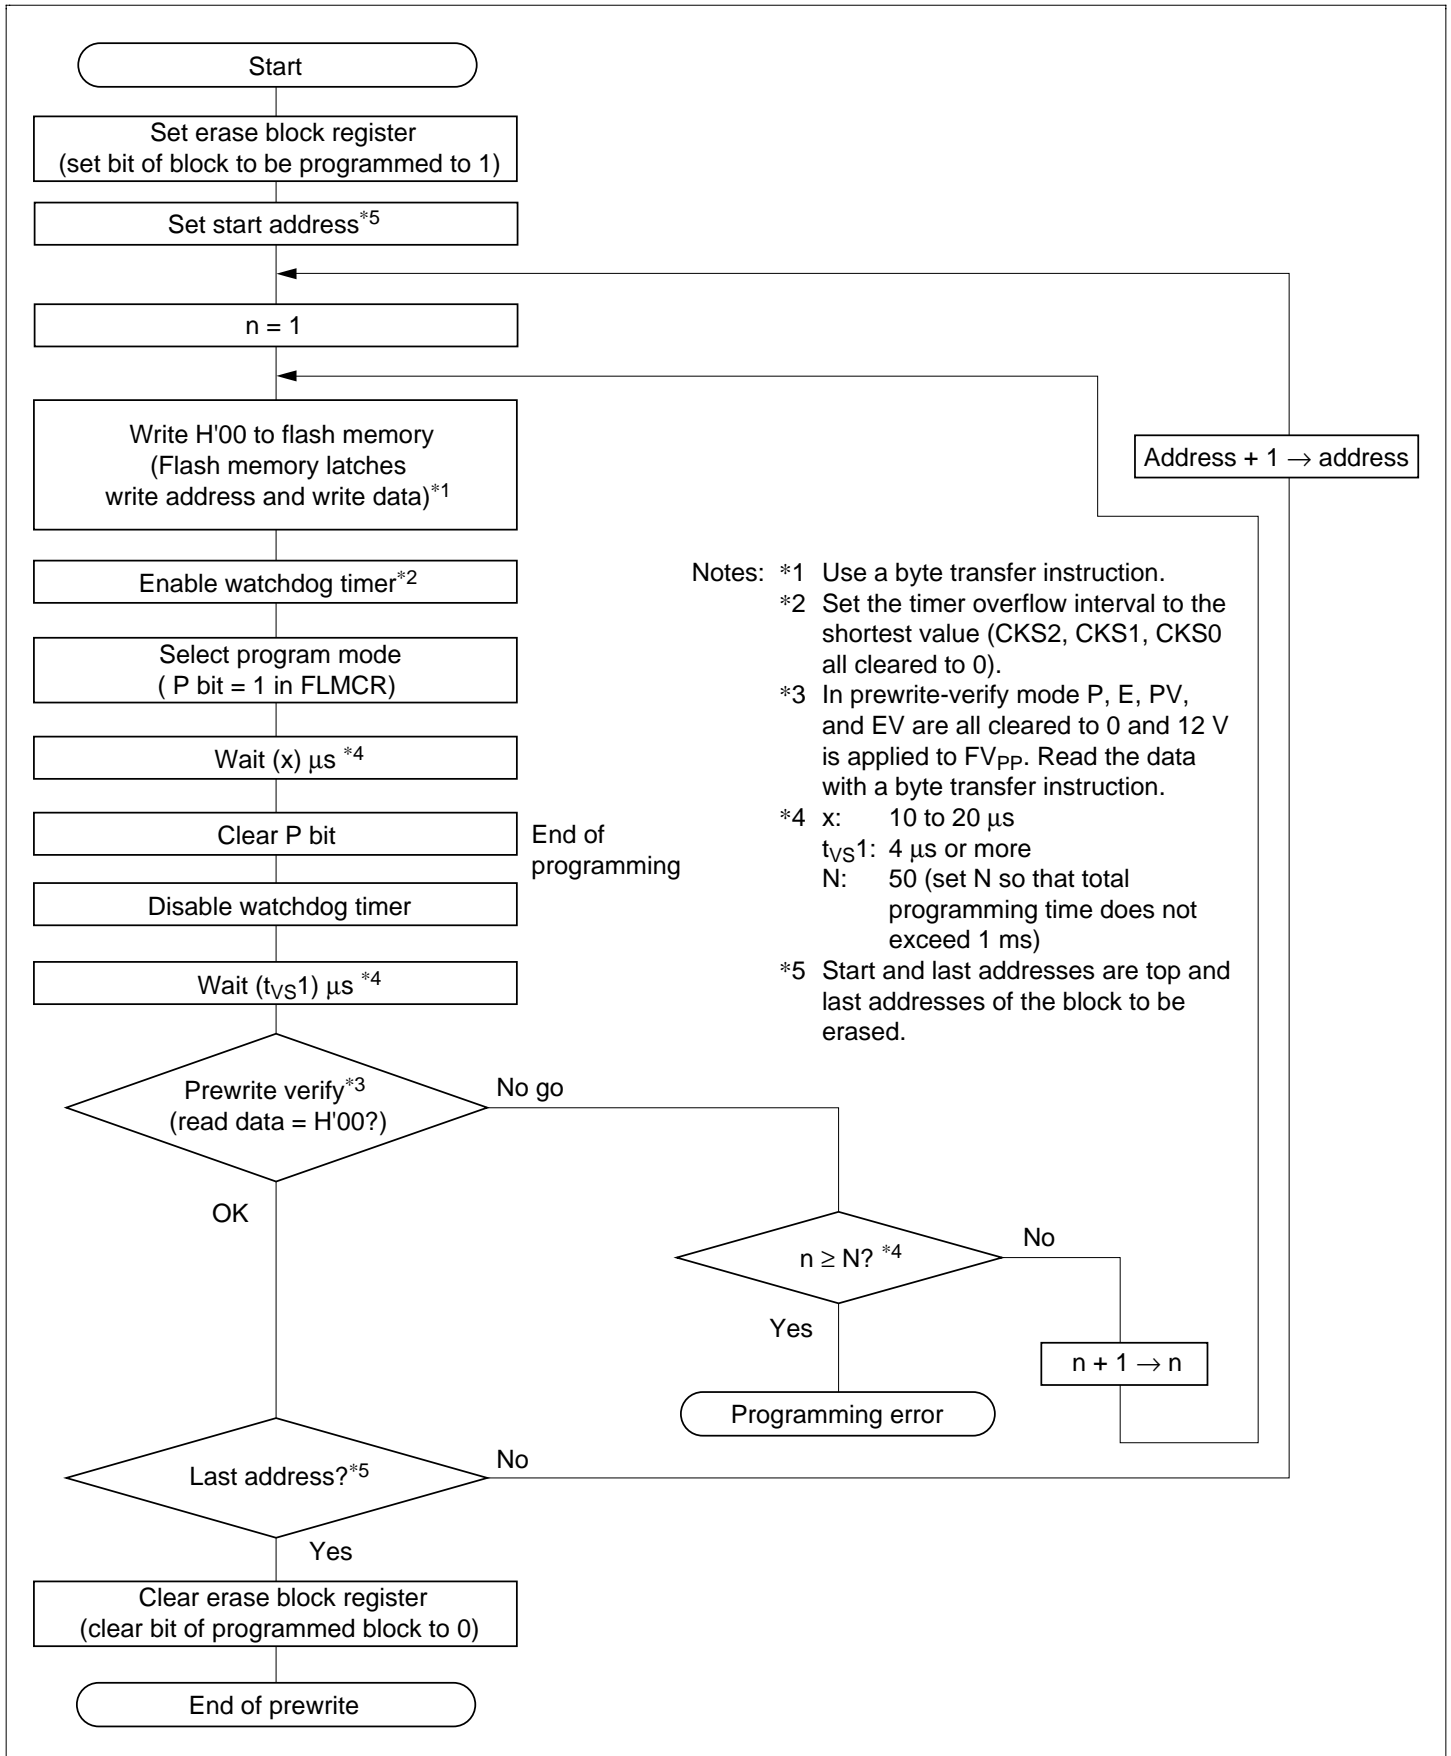 Start
Set erase block register
(set bit of block to be programmed to 1)
Set start address*5
n = 1
Write H'00 to flash memory
(Flash memory latches
write address and write data)*1
Address + 1 → address
Enable watchdog timer*2
Select program mode
( P bit = 1 in FLMCR)
Wait (x) μs *4
Clear P bit
End of
programming
Disable watchdog timer
Wait (tVS1) μs *4
Notes: *1 Use a byte transfer instruction.
*2 Set the timer overflow interval to the
shortest value (CKS2, CKS1, CKS0
all cleared to 0).
*3 In prewrite-verify mode P, E, PV,
and EV are all cleared to 0 and 12 V
is applied to FVPP. Read the data
with a byte transfer instruction.
*4 x: 10 to 20 μs
tVS1: 4 μs or more
N: 50 (set N so that total
programming time does not
exceed 1 ms)
*5 Start and last addresses are top and
last addresses of the block to be
erased.
Prewrite verify*3
(read data = H'00?)
No go
OK
n ≥ N? *4
No
Yes
n + 1 → n
Programming error
Last address?*5
No
Yes
Clear erase block register
(clear bit of programmed block to 0)
End of prewrite